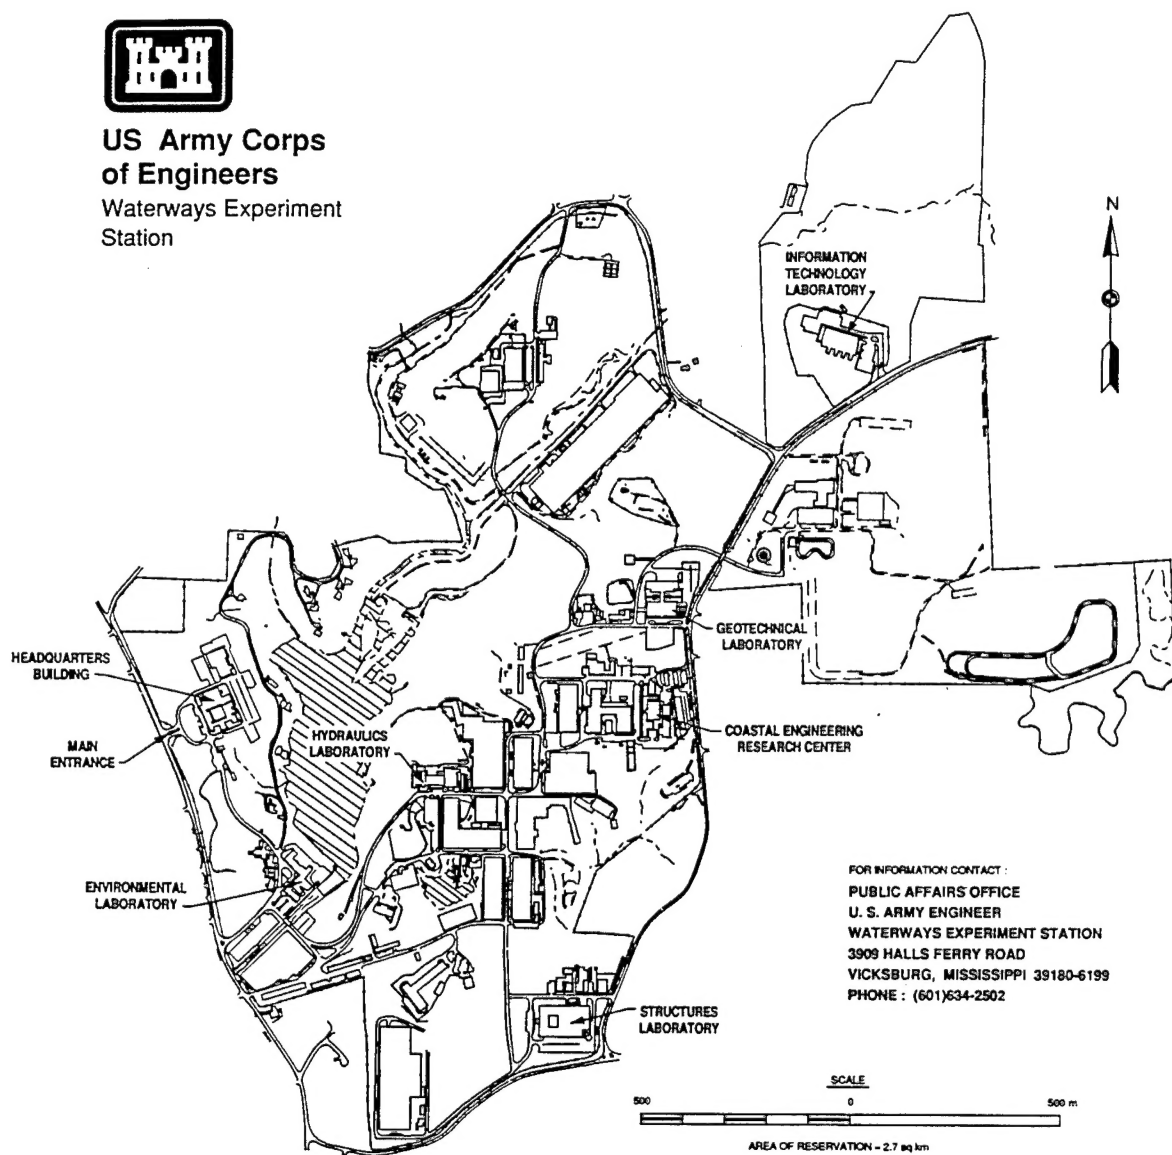 US Army Corps
of Engineers
Waterways Experiment
Station
N
INFORMATION
TECHNOLOGY
LABORATORY
GEOTECHNICAL
LABORATORY
HEADQUARTERS
BUILDING
MAIN
ENTRANCE
HYDRAULICS
LABORATORY
COASTAL ENGINEERING
RESEARCH CENTER
ENVIRONMENTAL
LABORATORY
STRUCTURES
LABORATORY
FOR INFORMATION CONTACT :
PUBLIC AFFAIRS OFFICE
U. S. ARMY ENGINEER
WATERWAYS EXPERIMENT STATION
3909 HALLS FERRY ROAD
VICKSBURG, MISSISSIPPI 39180-6199
PHONE : (601)634-2502
SCALE
500 0 500 m
AREA OF RESERVATION = 2.7 sq km